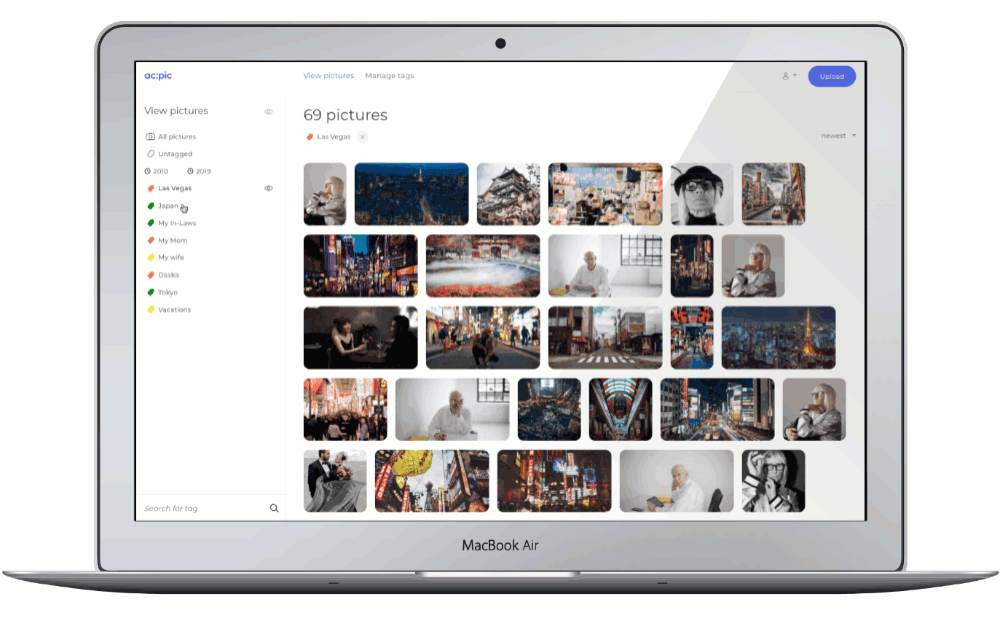 ac:pic
View pictures Manage tags
Upload
View pictures
All pictures
Untagged
2010 2019
Las Vegas
Japan
My In-Laws
My Mom
My wife
Osaka
Tokyo
Vacations
Search for tag
69 pictures
Las Vegas ×
newest
MacBook Air